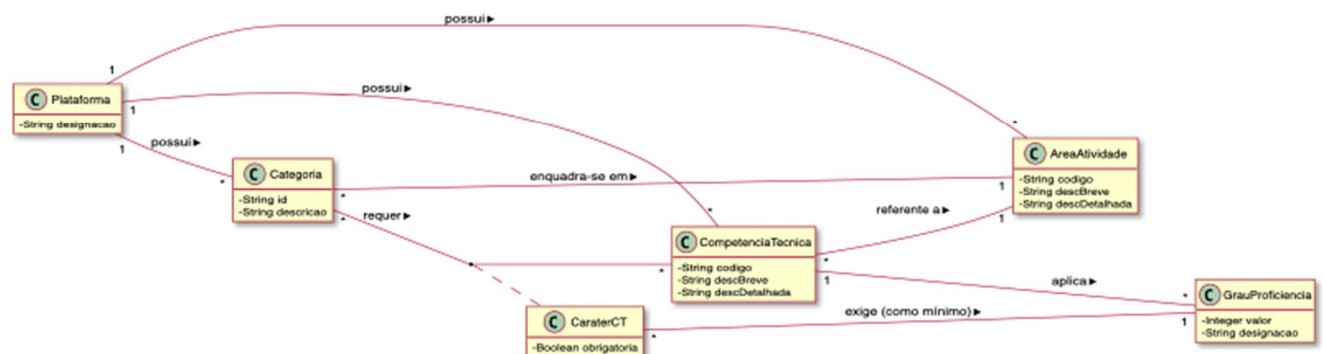 possui►
1
C Plataforma
-String designacao
1
possui►
1
possui►
*
C AreaAtividade
-String codigo
-String descBreve
-String descDetalhada
*
C Categoria
-String id
-String descricao
*
enquadra-se em►
1
*
requer►
*
referente a►
1
C CompetenciaTecnica
-String codigo
-String descBreve
-String descDetalhada
*
*
1
aplica►
*
C GrauProficiencia
-Integer valor
-String designacao
C CaraterCT
-Boolean obrigatoria
*
exige (como mínimo)►
1